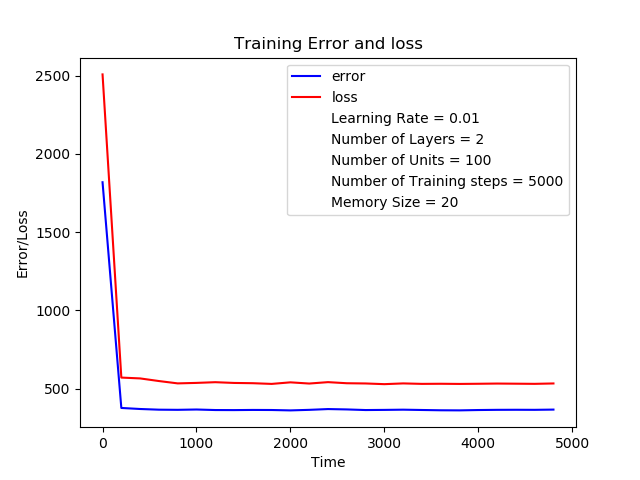 Training Error and loss
error
loss
Learning Rate = 0.01
Number of Layers = 2
Number of Units = 100
Number of Training steps = 5000
Memory Size = 20
Error/Loss
2500
2000
1500
1000
500
0 1000 2000 3000 4000 5000
Time